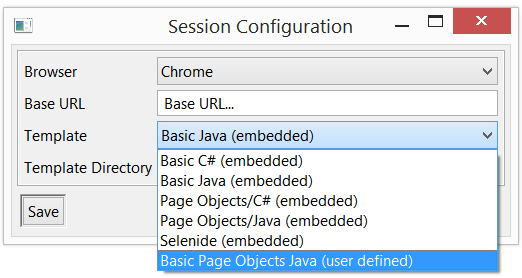 Session Configuration
Browser Chrome
Base URL Base URL...
Template Basic Java (embedded)
Template Directory
Basic C# (embedded)
Basic Java (embedded)
Page Objects/C# (embedded)
Page Objects/Java (embedded)
Selenide (embedded)
Basic Page Objects Java (user defined)
Save